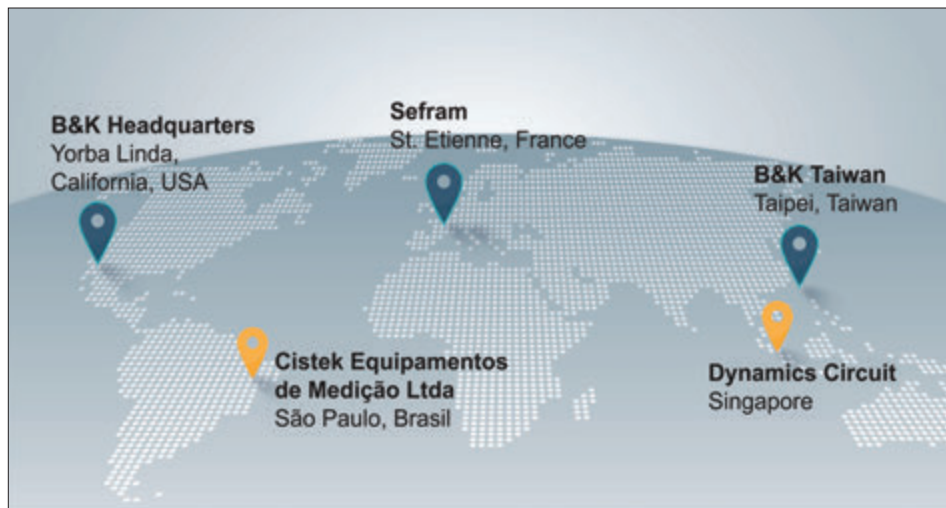 B&K Headquarters
Yorba Linda,
California, USA
Sefram
St. Etienne, France
B&K Taiwan
Taipei, Taiwan
Cistek Equipamentos
de Medição Ltda
São Paulo, Brasil
Dynamics Circuit
Singapore